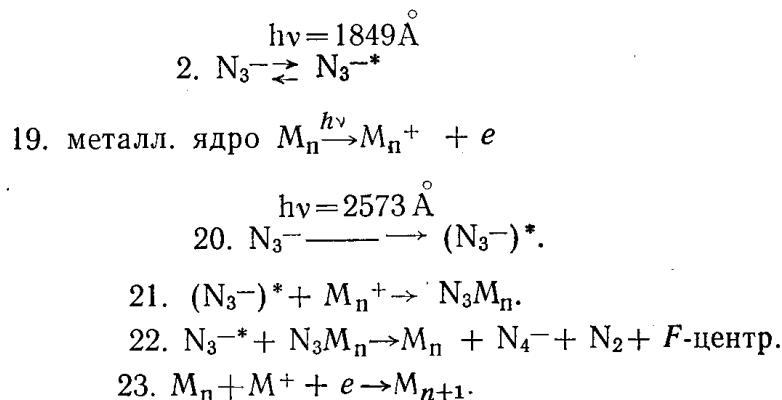 hν=1849Å
2. N₃⁻ ⇄ N₃⁻*
19. металл. ядро Mₙ →(hν) Mₙ⁺ + e
hν=2573 Å
20. N₃⁻ ——→ (N₃⁻)*.
21. (N₃⁻)* + Mₙ⁺→ N₃Mₙ.
22. N₃⁻* + N₃Mₙ→Mₙ + N₄⁻ + N₂ + F-центр.
23. Mₙ + M⁺ + e →Mₙ₊₁.